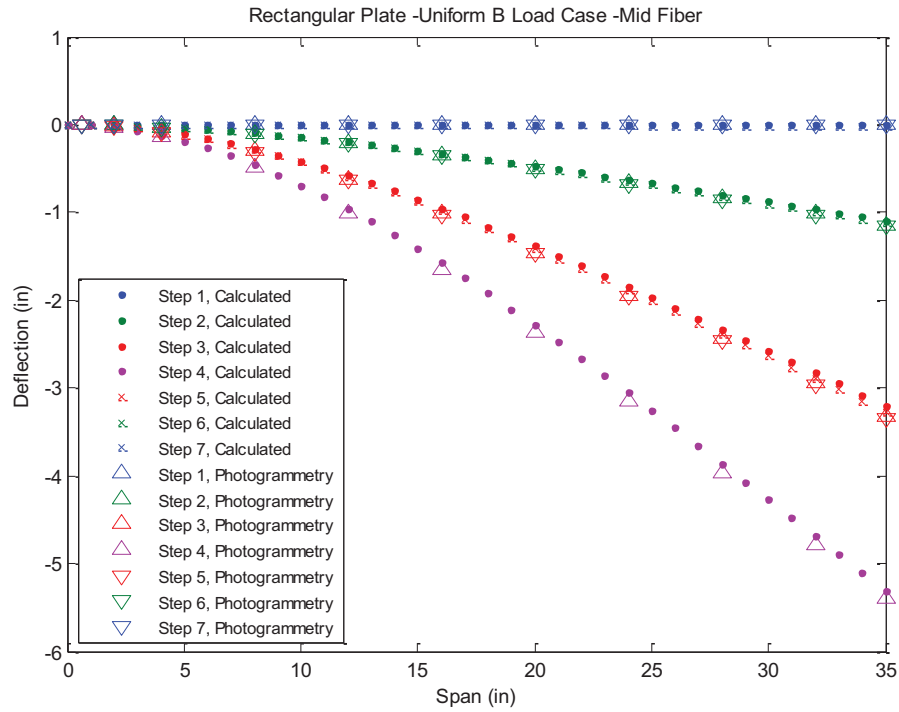 Rectangular Plate -Uniform B Load Case -Mid Fiber
1
0
-1
-2
-3
-4
-5
-6
Deflection (in)
Step 1, Calculated
Step 2, Calculated
Step 3, Calculated
Step 4, Calculated
Step 5, Calculated
Step 6, Calculated
Step 7, Calculated
Step 1, Photogrammetry
Step 2, Photogrammetry
Step 3, Photogrammetry
Step 4, Photogrammetry
Step 5, Photogrammetry
Step 6, Photogrammetry
Step 7, Photogrammetry
0 5 10 15 20 25 30 35
Span (in)